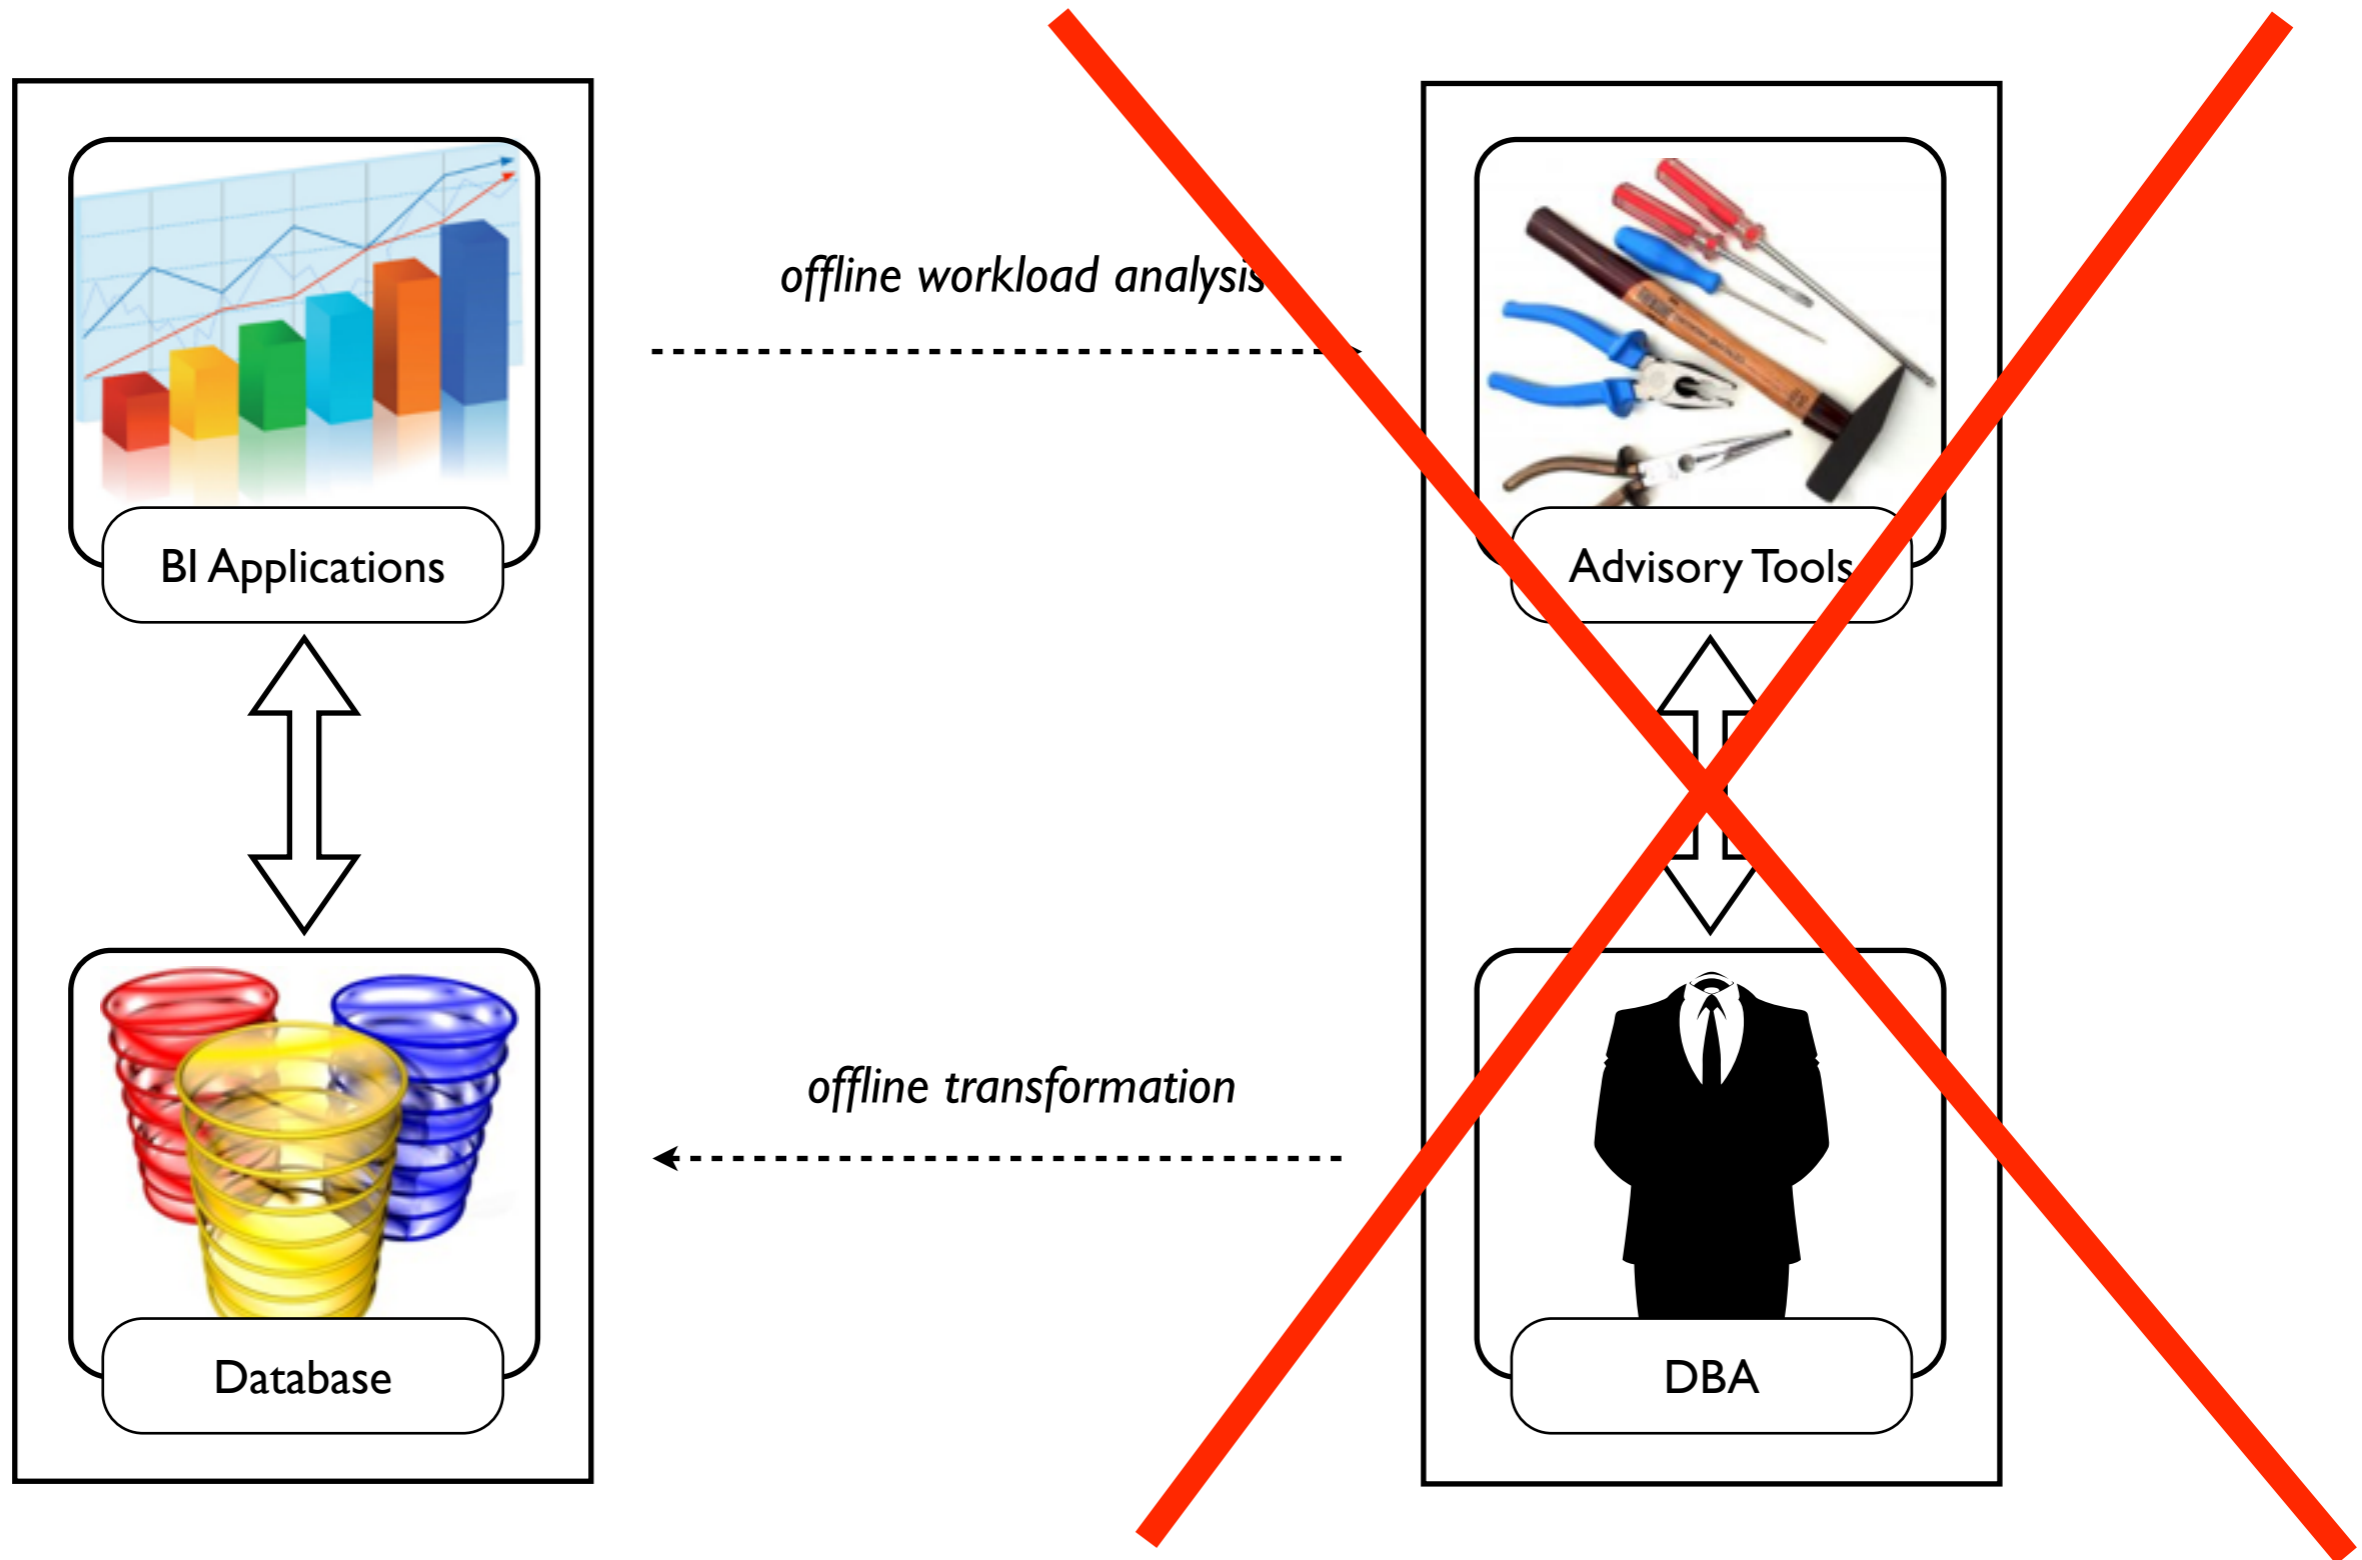 offline workload analysis
BI Applications
Advisory Tools
offline transformation
Database
DBA